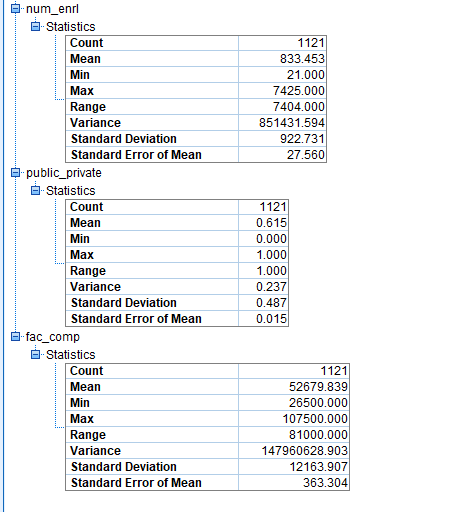 num_enrl
Statistics
Count 1121
Mean 833.453
Min 21.000
Max 7425.000
Range 7404.000
Variance 851431.594
Standard Deviation 922.731
Standard Error of Mean 27.560
public_private
Statistics
Count 1121
Mean 0.615
Min 0.000
Max 1.000
Range 1.000
Variance 0.237
Standard Deviation 0.487
Standard Error of Mean 0.015
fac_comp
Statistics
Count 1121
Mean 52679.839
Min 26500.000
Max 107500.000
Range 81000.000
Variance 147960628.903
Standard Deviation 12163.907
Standard Error of Mean 363.304